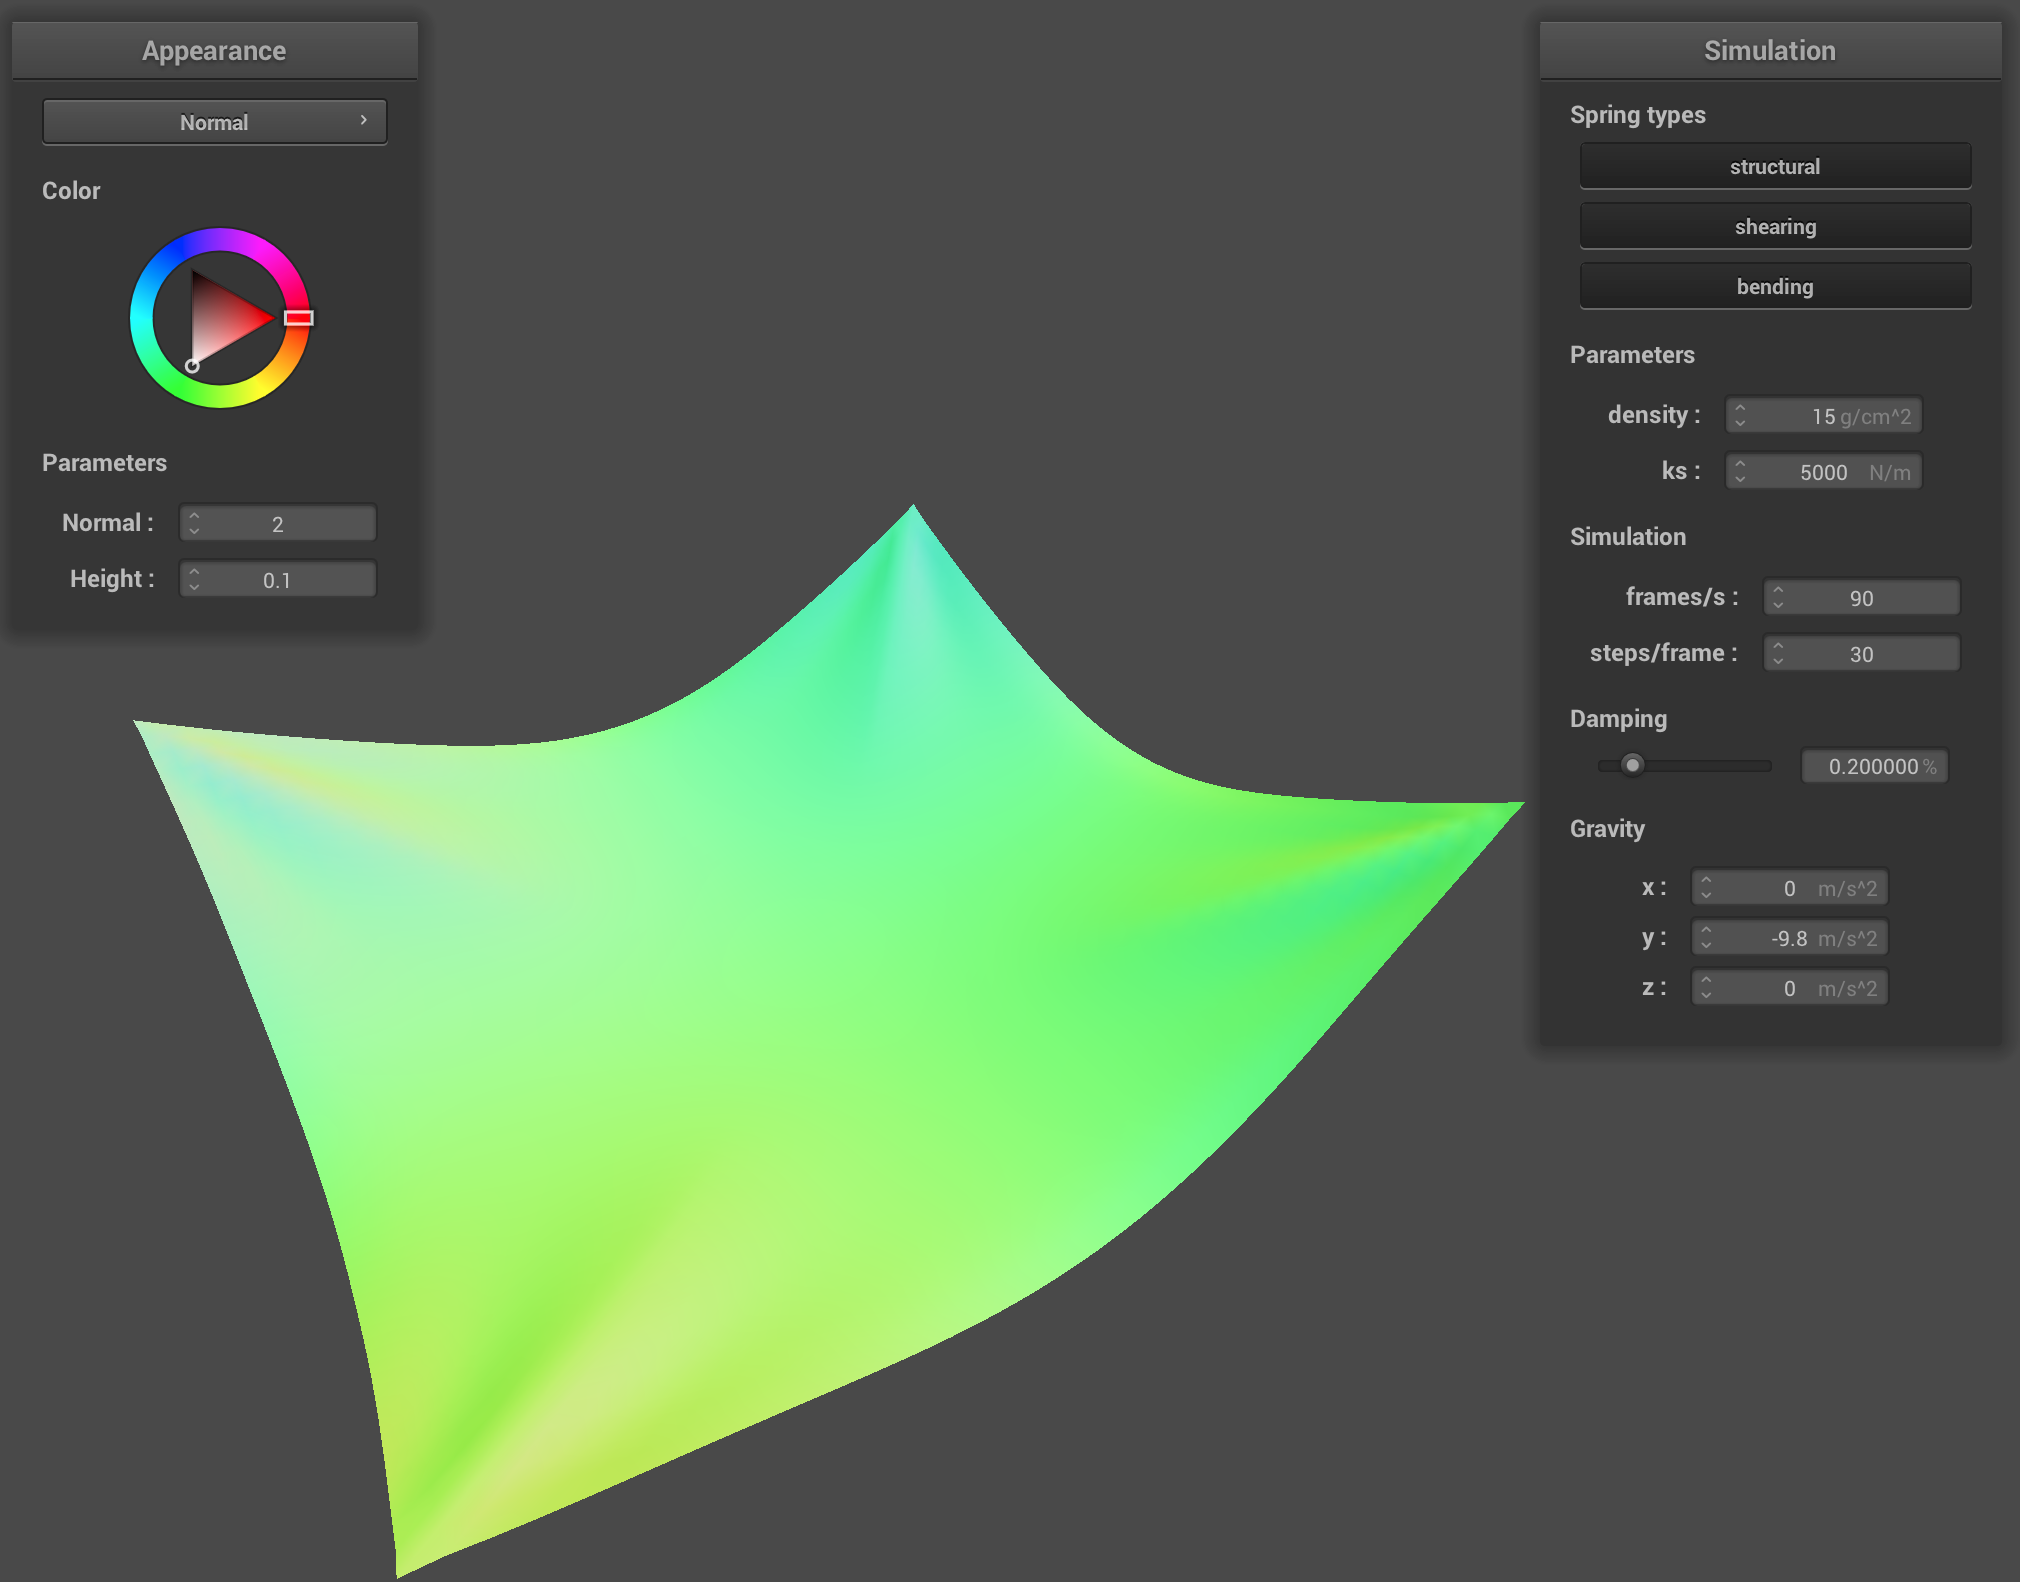 Appearance
Normal
Color
Parameters
Normal : 2
Height : 0.1
Simulation
Spring types
structural
shearing
bending
Parameters
density : 15 g/cm^2
ks : 5000 N/m
Simulation
frames/s : 90
steps/frame : 30
Damping
0.200000 %
Gravity
x : 0 m/s^2
y : -9.8 m/s^2
z : 0 m/s^2